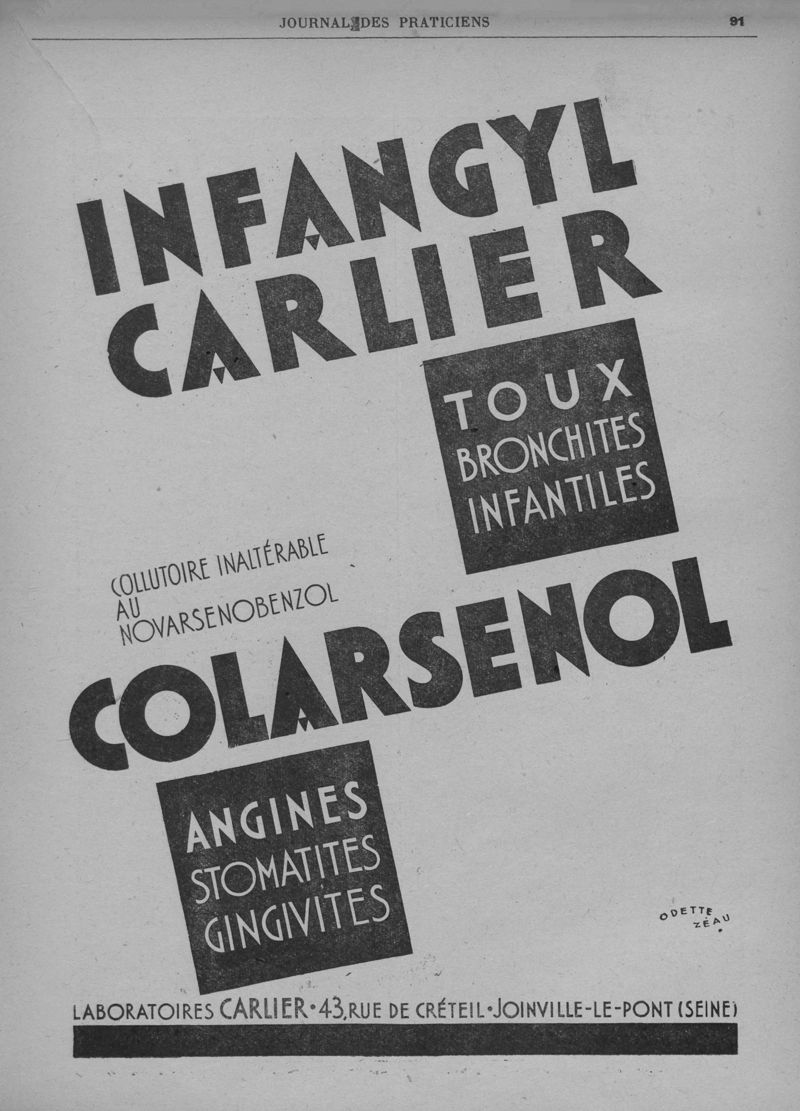 JOURNAL DES PRATICIENS 91
INFANGYL
CARLIER
TOUX
BRONCHITES
INFANTILES
COLLUTOIRE INALTÉRABLE
AU
NOVARSENOBENZOL
COLARSENOL
ANGINES
STOMATITES
GINGIVITES
ODETTE
ZÉAU
LABORATOIRES CARLIER•43,RUE DE CRÉTEIL•JOINVILLE-LE-PONT (SEINE)